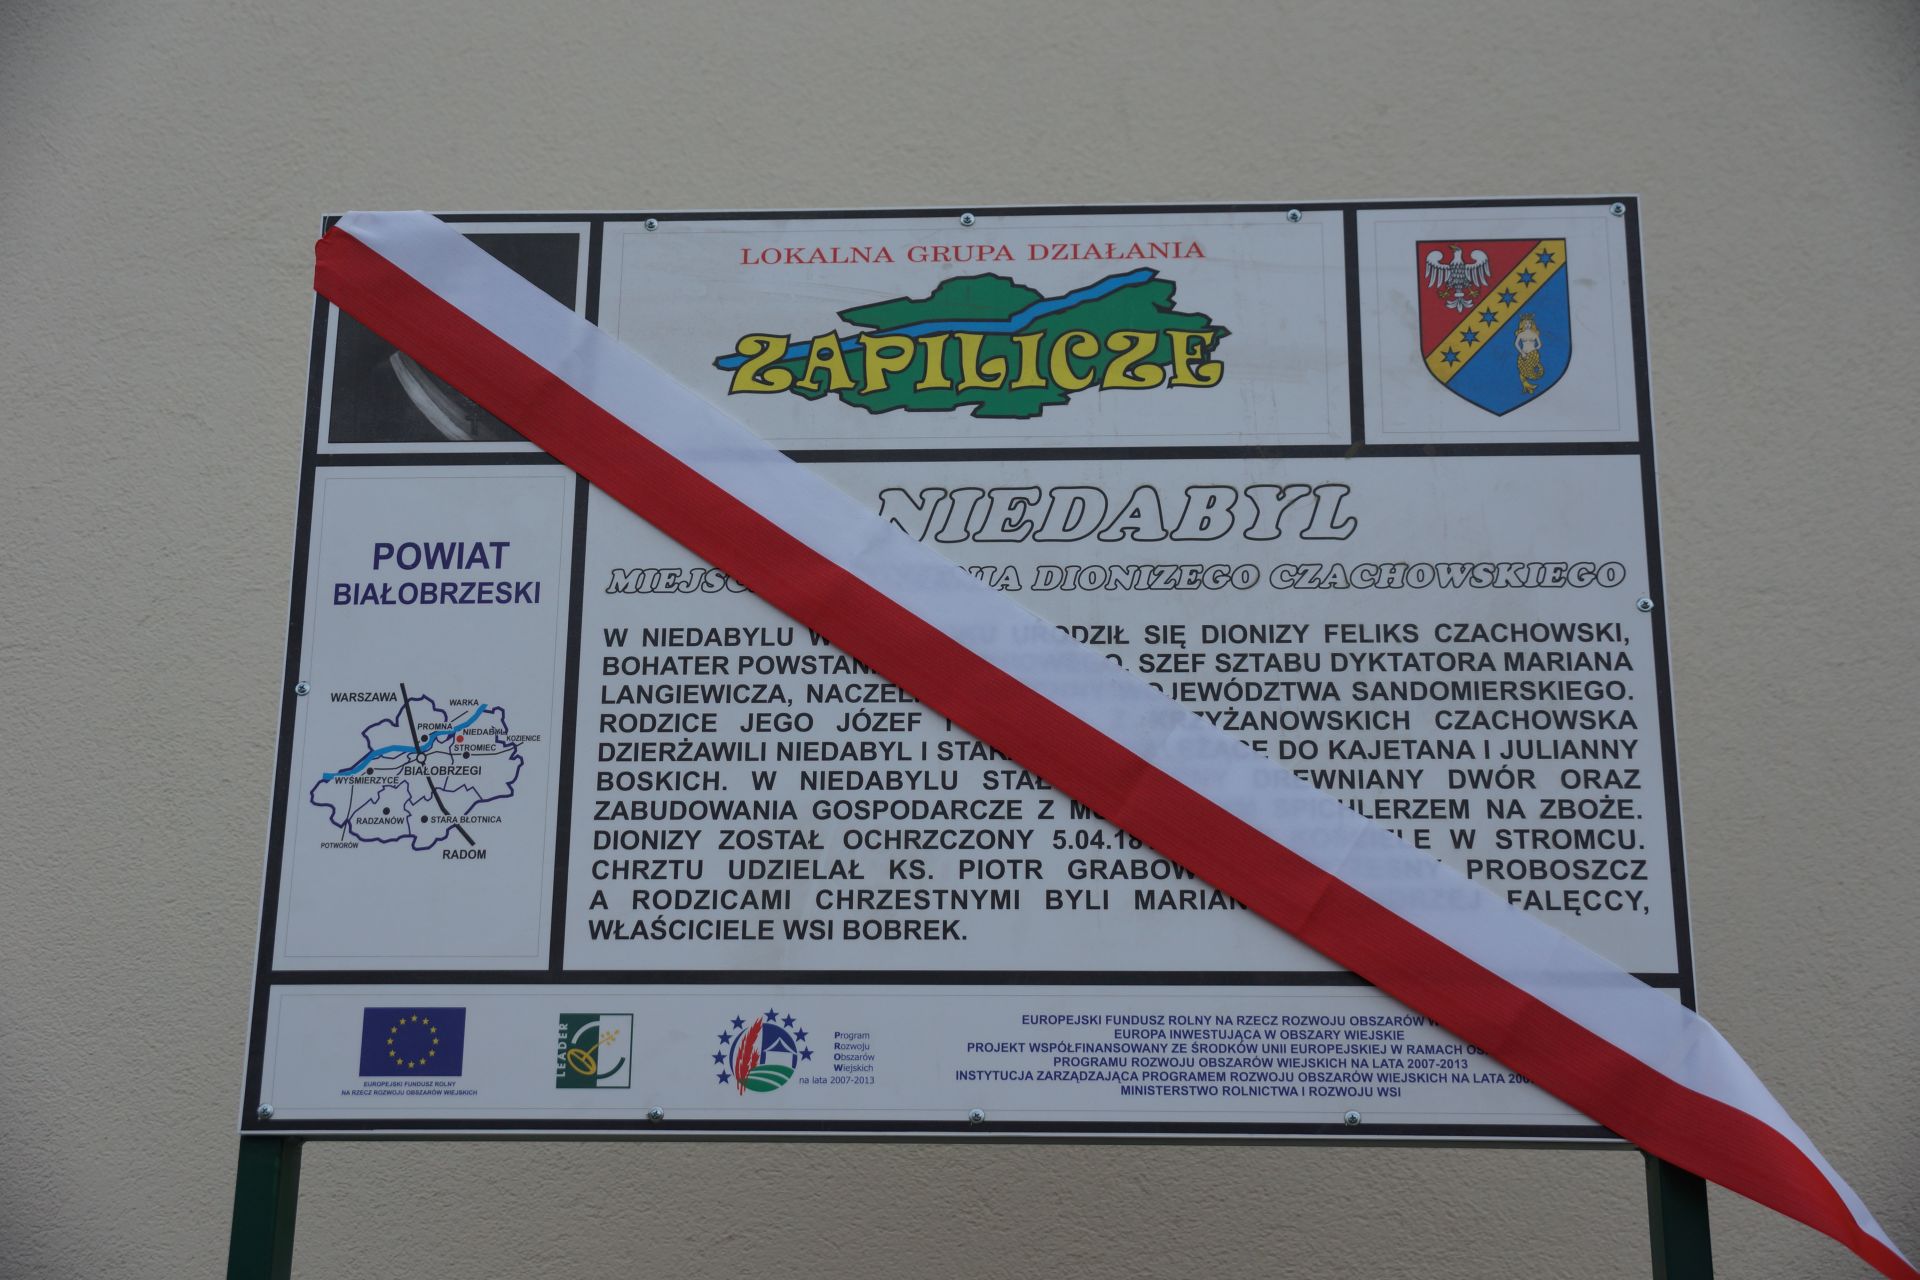 LOKALNA GRUPA DZIAŁANIA
ZAPILICZE
POWIAT
BIAŁOBRZESKI
WARSZAWA
WARKA
PROMNA
NIEDABYL
KOZIENICE
STROMIEC
BIAŁOBRZEGI
WYŚMIERZYCE
RADZANÓW
STARA BŁOTNICA
POTWORÓW
RADOM
NIEDABYL
DIONIZEGO CZACHOWSKIEGO
W NIEDABYLU URODZIŁ SIĘ DIONIZY FELIKS CZACHOWSKI,
BOHATER SZEF SZTABU DYKTATORA MARIANA
LANGIEWICZA, WOJEWÓDZTWA SANDOMIERSKIEGO.
RODZICE JEGO JÓZEF I CZACHOWSKA
DZIERŻAWILI NIEDABYL I DO KAJETANA I JULIANNY
BOSKICH. W NIEDABYLU DREWNIANY DWÓR ORAZ
ZABUDOWANIA GOSPODARCZE Z SPICHLERZEM NA ZBOŻE.
DIONIZY ZOSTAŁ OCHRZCZONY W STROMCU.
CHRZTU UDZIELAŁ KS. PIOTR PROBOSZCZ
A RODZICAMI CHRZESTNYMI BYLI FALĘCCY,
WŁAŚCICIELE WSI BOBREK.
EUROPEJSKI FUNDUSZ ROLNY
NA RZECZ ROZWOJU OBSZARÓW WIEJSKICH
LEADER
Program
Rozwoju
Obszarów
Wiejskich
na lata 2007-2013
EUROPEJSKI FUNDUSZ ROLNY NA RZECZ ROZWOJU OBSZARÓW
EUROPA INWESTUJĄCA W OBSZARY WIEJSKIE
PROJEKT WSPÓŁFINANSOWANY ZE ŚRODKÓW UNII EUROPEJSKIEJ W RAMACH
PROGRAMU ROZWOJU OBSZARÓW WIEJSKICH NA LATA 2007-2013
INSTYTUCJA ZARZĄDZAJĄCA PROGRAMEM ROZWOJU OBSZARÓW WIEJSKICH NA LATA
MINISTERSTWO ROLNICTWA I ROZWOJU WSI